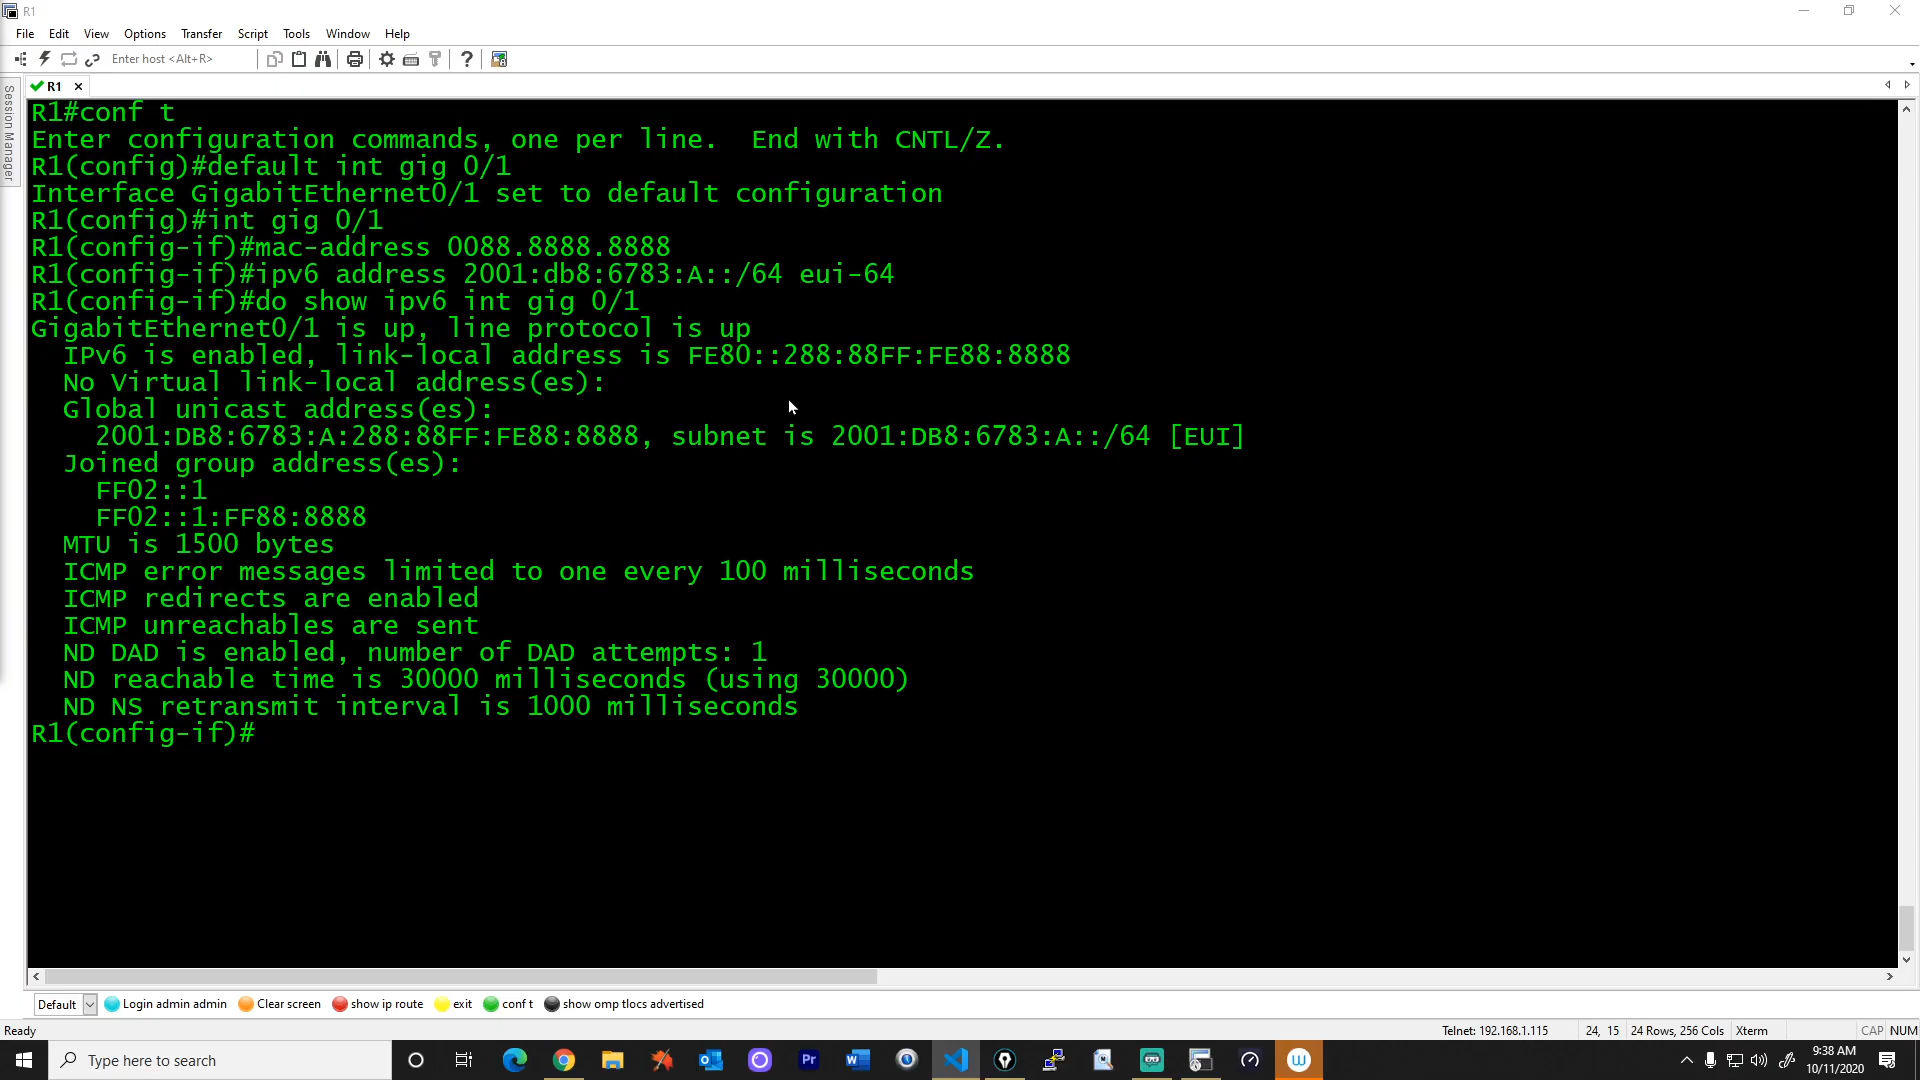 R1
File Edit View Options Transfer Script Tools Window Help
Enter host <Alt+R>
Session Manager
R1
R1#conf t
Enter configuration commands, one per line.  End with CNTL/Z.
R1(config)#default int gig 0/1
Interface GigabitEthernet0/1 set to default configuration
R1(config)#int gig 0/1
R1(config-if)#mac-address 0088.8888.8888
R1(config-if)#ipv6 address 2001:db8:6783:A::/64 eui-64
R1(config-if)#do show ipv6 int gig 0/1
GigabitEthernet0/1 is up, line protocol is up
  IPv6 is enabled, link-local address is FE80::288:88FF:FE88:8888
  No Virtual link-local address(es):
  Global unicast address(es):
    2001:DB8:6783:A:288:88FF:FE88:8888, subnet is 2001:DB8:6783:A::/64 [EUI]
  Joined group address(es):
    FF02::1
    FF02::1:FF88:8888
  MTU is 1500 bytes
  ICMP error messages limited to one every 100 milliseconds
  ICMP redirects are enabled
  ICMP unreachables are sent
  ND DAD is enabled, number of DAD attempts: 1
  ND reachable time is 30000 milliseconds (using 30000)
  ND NS retransmit interval is 1000 milliseconds
R1(config-if)#
Default Login admin admin Clear screen show ip route exit conf t show omp tlocs advertised
Ready Telnet: 192.168.1.115 24, 15 24 Rows, 256 Cols Xterm CAP NUM
Type here to search Pr W 9:38 AM
10/11/2020